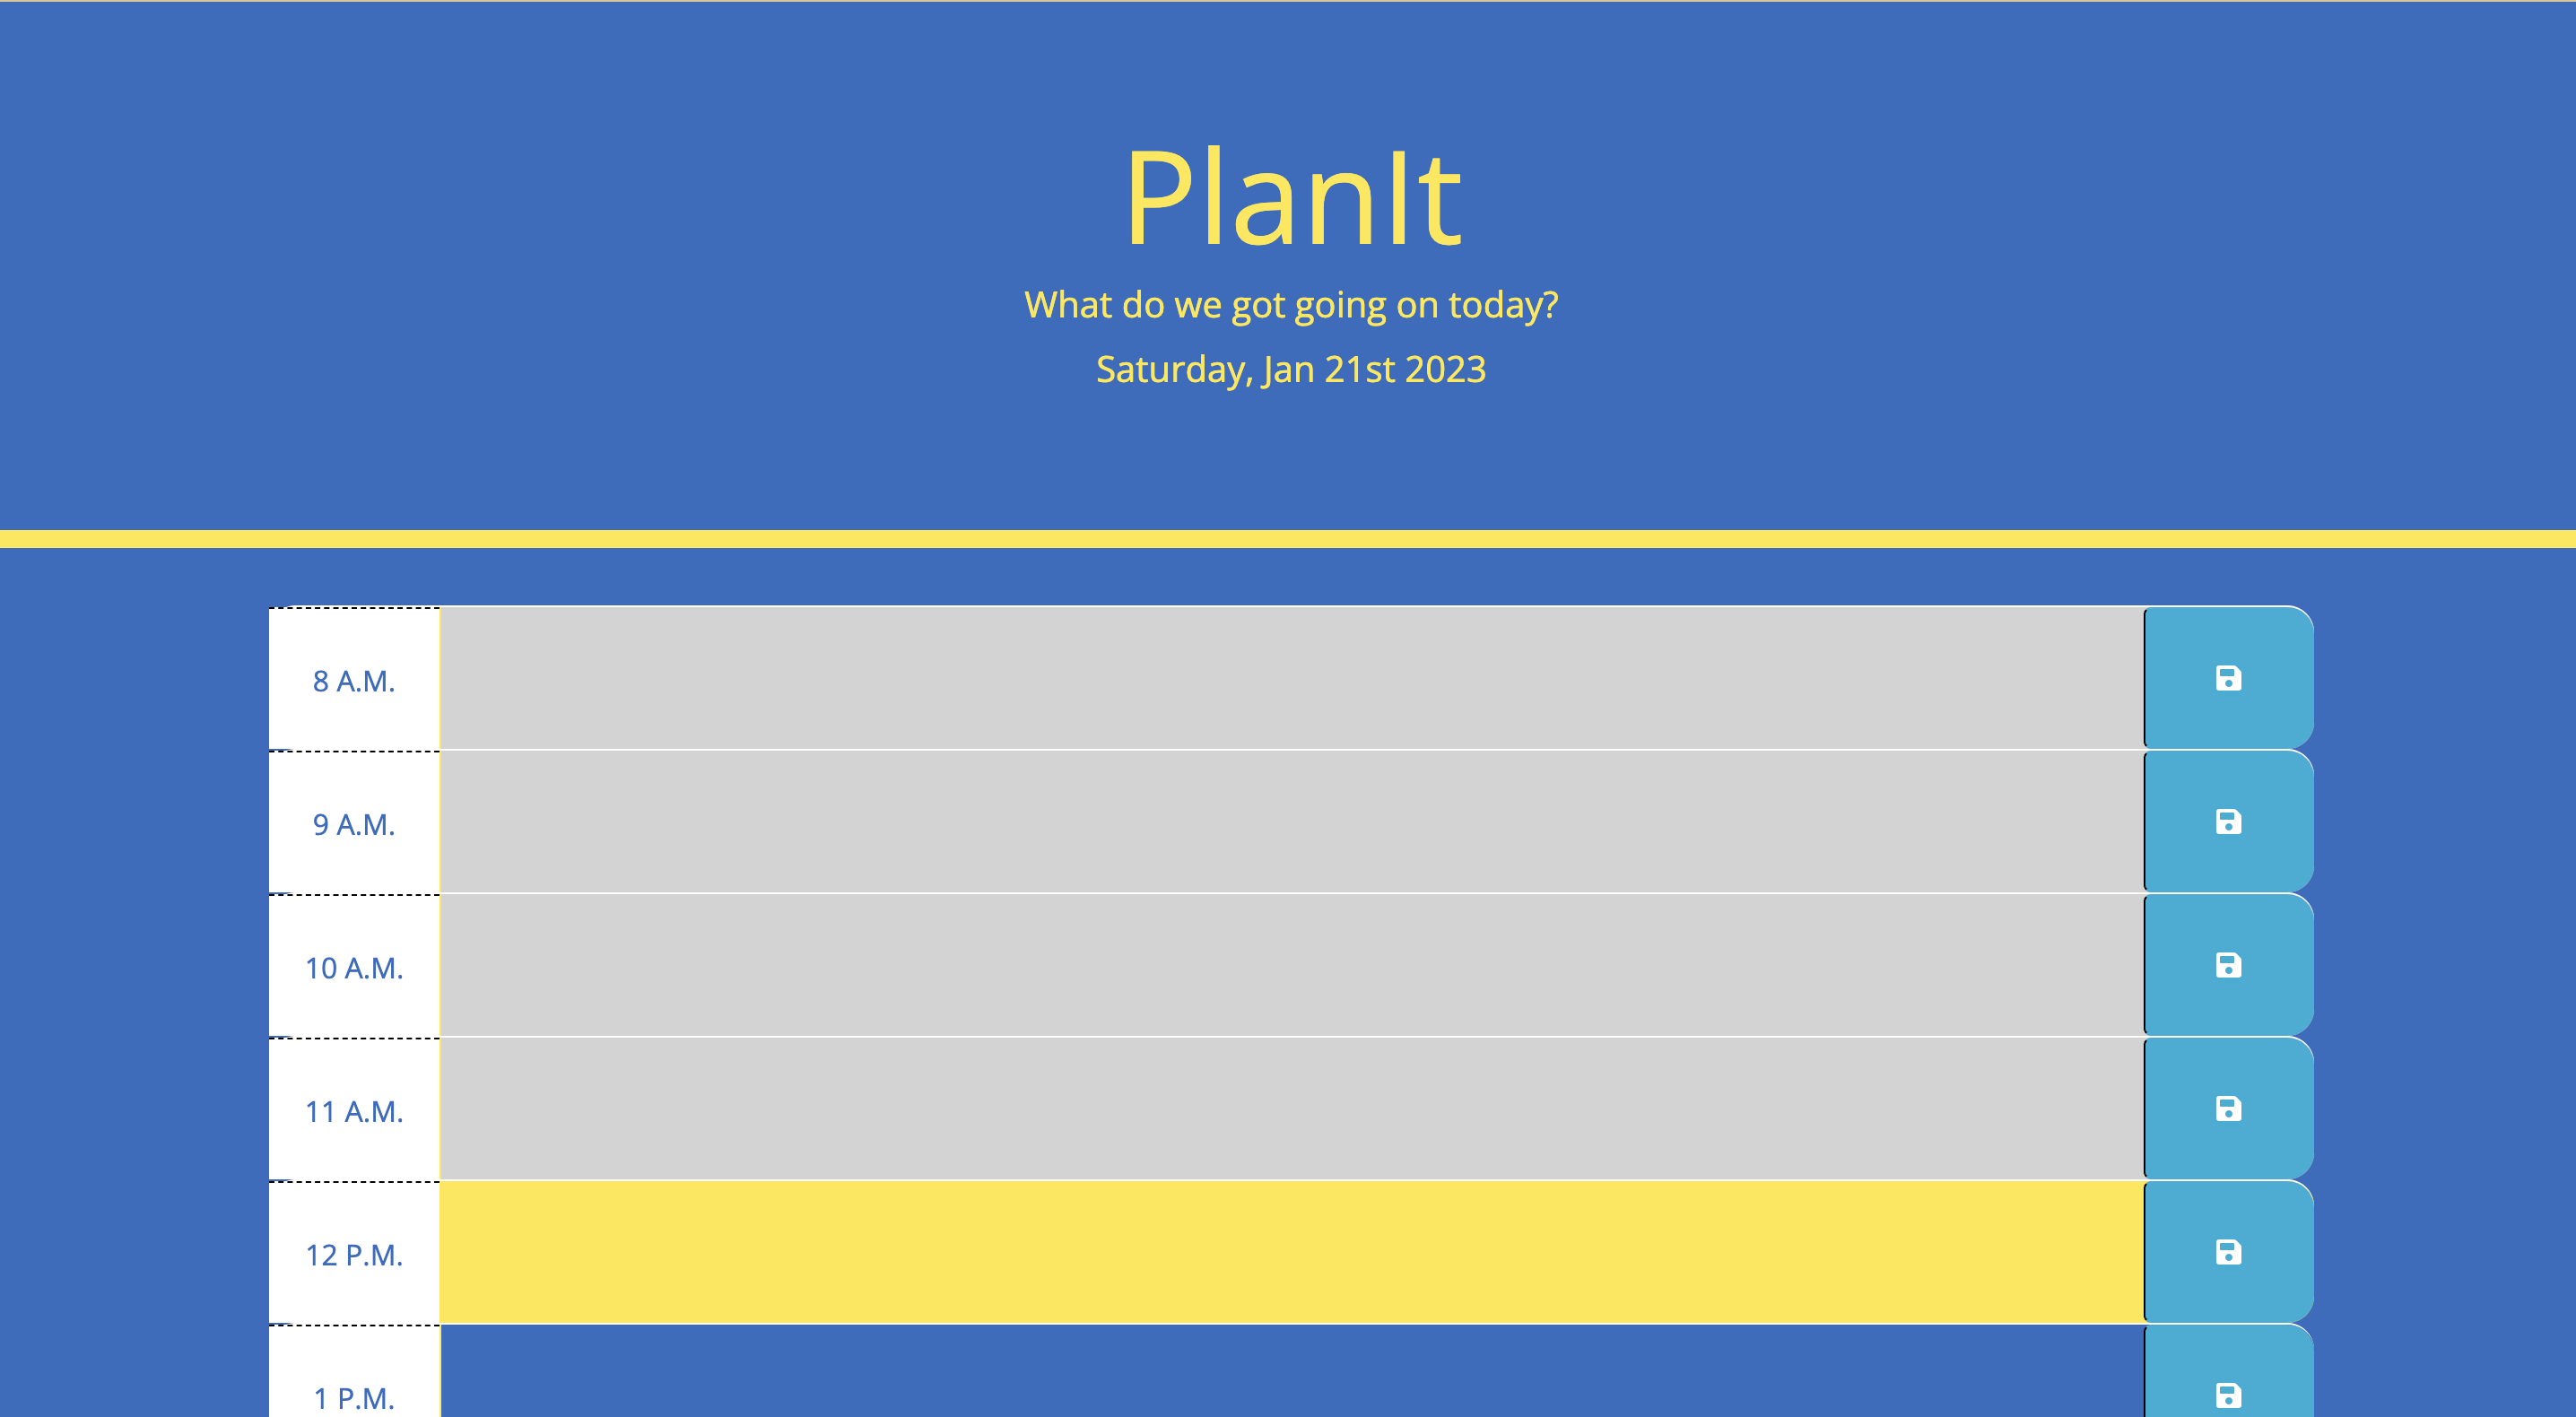 PlanIt
What do we got going on today?
Saturday, Jan 21st 2023
8 A.M.
9 A.M.
10 A.M.
11 A.M.
12 P.M.
1 P.M.